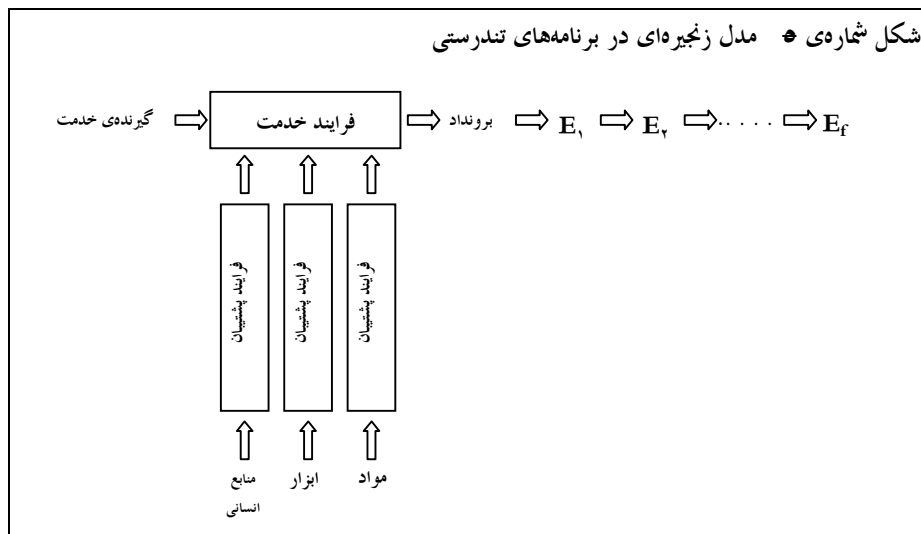 شکل شماره‌ی ۵ مدل زنجیره‌ای در برنامه‌های تندرستی
گیرنده‌ی خدمت
فرایند خدمت
برونداد
E۱
E۲
. . . . .
Ef
فرایند پشتیبان
فرایند پشتیبان
فرایند پشتیبان
منابع
انسانی
ابزار
مواد